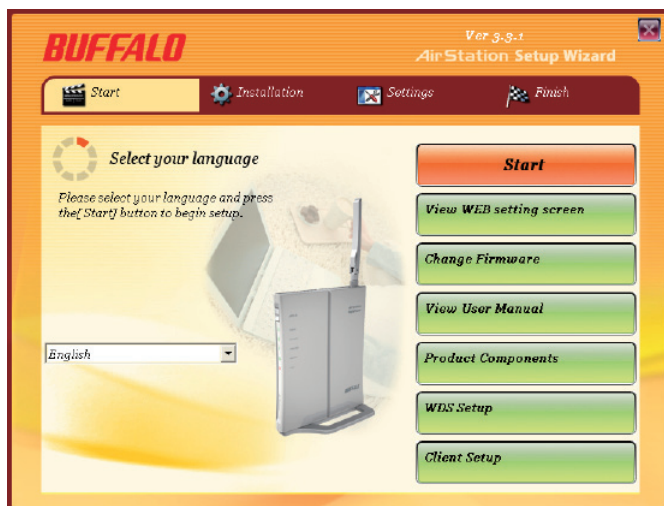 BUFFALO
Ver 3.3.1
AirStation Setup Wizard
Start
Installation
Settings
Finish
Select your language
Please select your language and press
the[ Start] button to begin setup.
English
Start
View WEB setting screen
Change Firmware
View User Manual
Product Components
WDS Setup
Client Setup